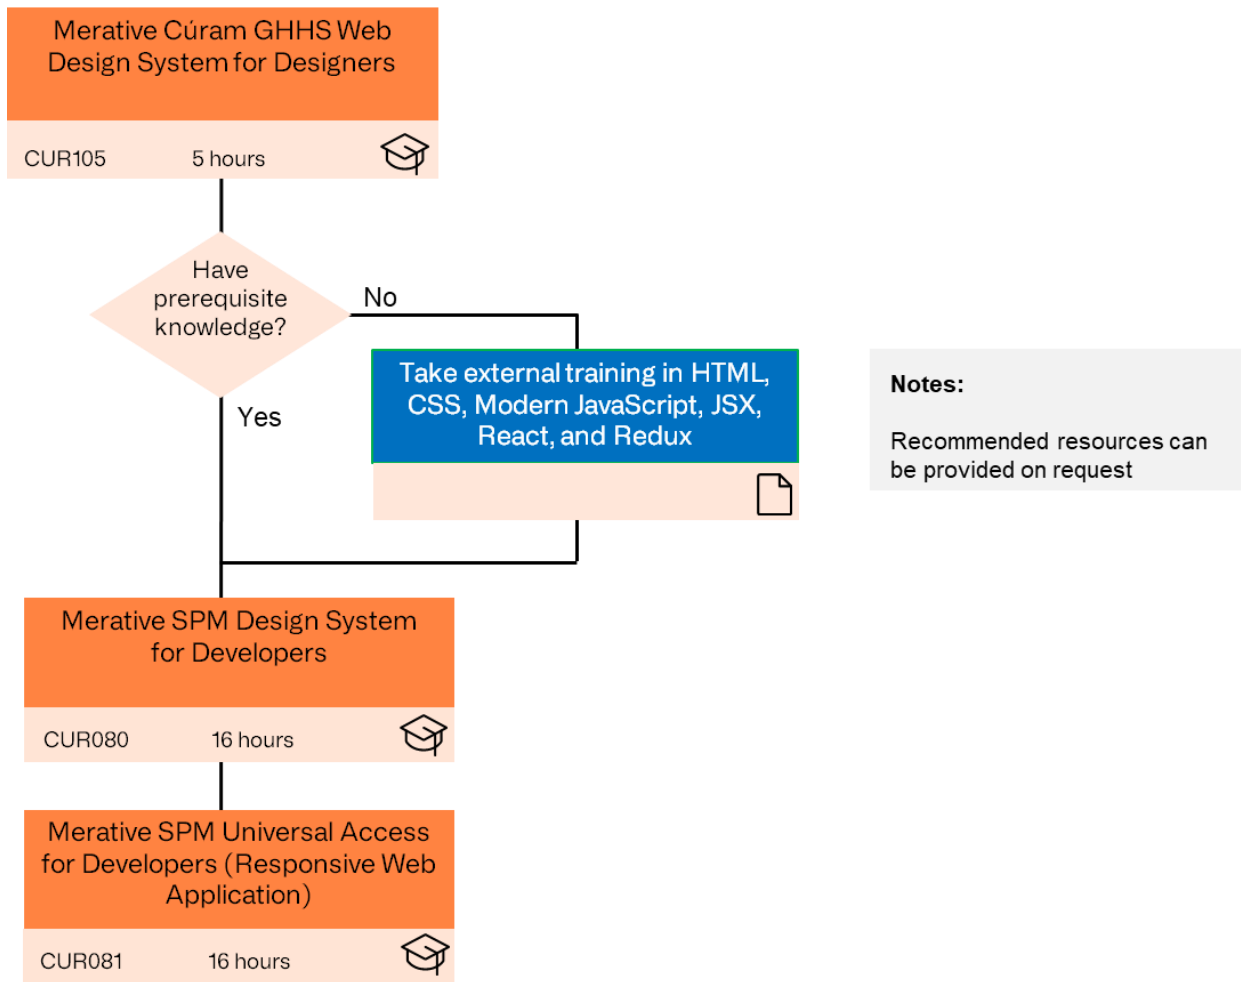 Merative Cúram GHHS Web
Design System for Designers
CUR105 5 hours
Have
prerequisite
knowledge?
No
Yes
Take external training in HTML,
CSS, Modern JavaScript, JSX,
React, and Redux
Notes:
Recommended resources can
be provided on request
Merative SPM Design System
for Developers
CUR080 16 hours
Merative SPM Universal Access
for Developers (Responsive Web
Application)
CUR081 16 hours